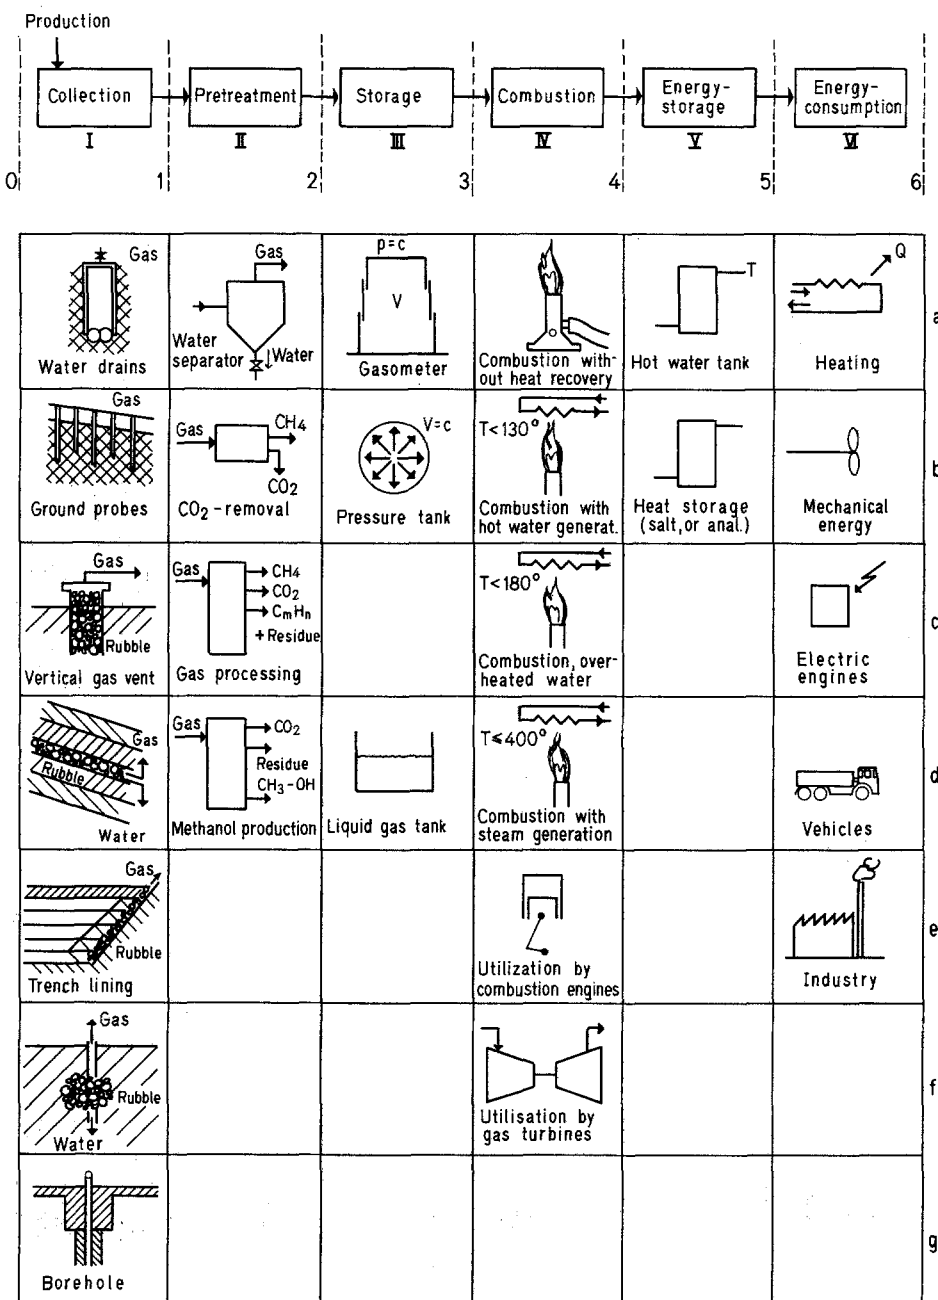 Production
Collection
Pretreatment
Storage
Combustion
Energy-
storage
Energy-
consumption
I
II
III
IV
V
VI
0
1
2
3
4
5
6
Gas
Water drains
Gas
Water
separator
Water
p=c
V
Gasometer
Combustion with-
out heat recovery
T
Hot water tank
Q
Heating
a
Gas
Ground probes
Gas
CH4
CO2
CO2-removal
V=c
Pressure tank
T<130°
Combustion with
hot water generat.
Heat storage
(salt, or anal.)
Mechanical
energy
b
Gas
Rubble
Vertical gas vent
Gas
CH4
CO2
CmHn
+ Residue
Gas processing
T<180°
Combustion, over-
heated water
Electric
engines
c
Gas
Rubble
Water
Gas
CO2
Residue
CH3-OH
Methanol production
Liquid gas tank
T≤400°
Combustion with
steam generation
Vehicles
d
Gas
Rubble
Trench lining
Utilization by
combustion engines
Industry
e
Gas
Rubble
Water
Utilisation by
gas turbines
f
Borehole
g